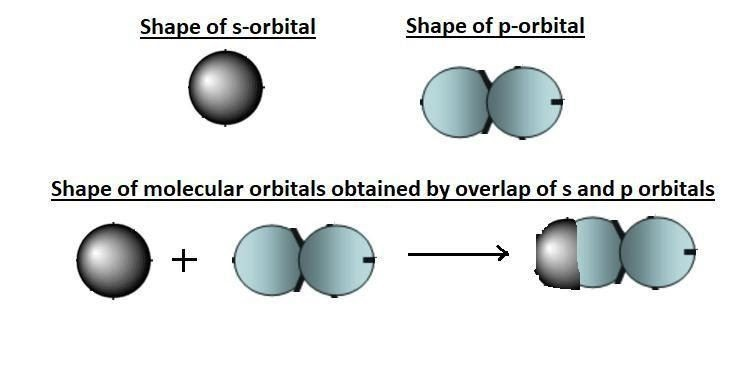 Shape of s-orbital
Shape of p-orbital
Shape of molecular orbitals obtained by overlap of s and p orbitals
+